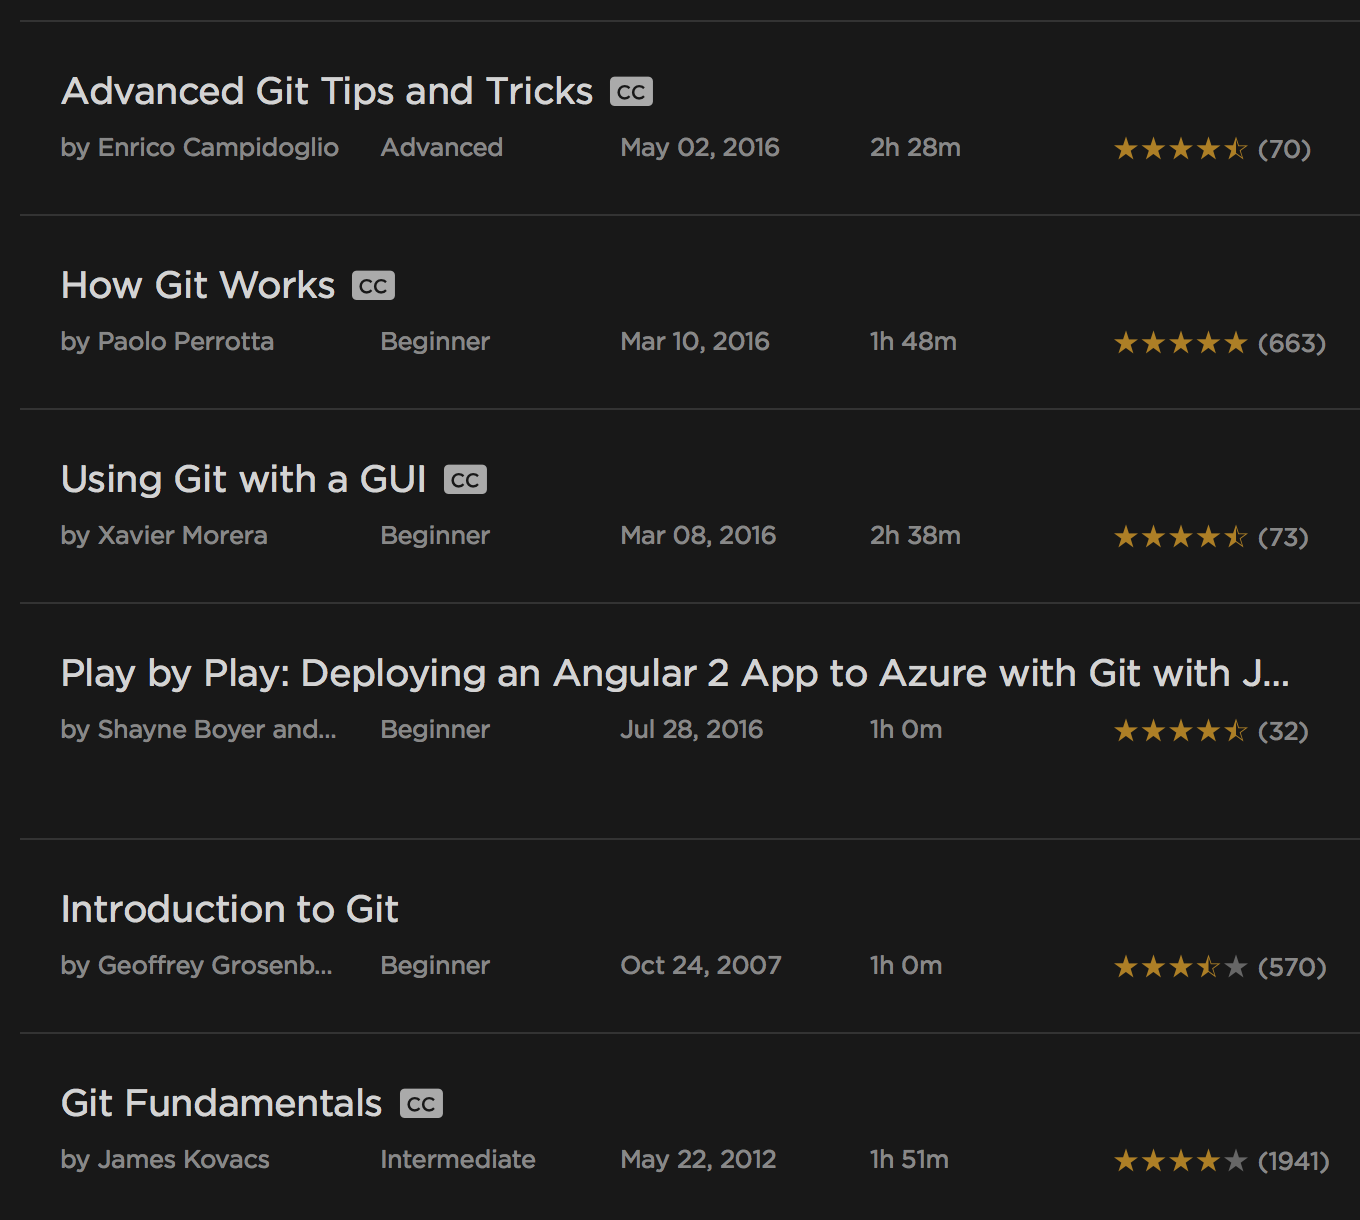 Advanced Git Tips and Tricks CC
by Enrico Campidoglio Advanced May 02, 2016 2h 28m (70)
How Git Works CC
by Paolo Perrotta Beginner Mar 10, 2016 1h 48m (663)
Using Git with a GUI CC
by Xavier Morera Beginner Mar 08, 2016 2h 38m (73)
Play by Play: Deploying an Angular 2 App to Azure with Git with J...
by Shayne Boyer and... Beginner Jul 28, 2016 1h 0m (32)
Introduction to Git
by Geoffrey Grosenb... Beginner Oct 24, 2007 1h 0m (570)
Git Fundamentals CC
by James Kovacs Intermediate May 22, 2012 1h 51m (1941)